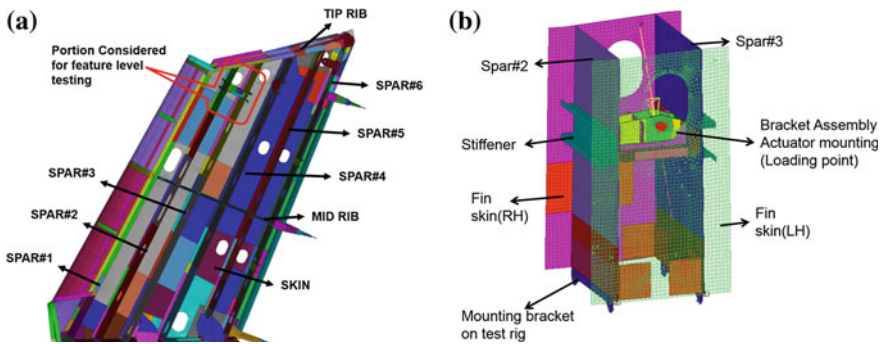 (a)
TIP RIB
Portion Considered
for feature level
testing
SPAR#6
SPAR#5
SPAR#4
SPAR#3
MID RIB
SPAR#2
SPAR#1
SKIN
(b)
Spar#3
Spar#2
Stiffener
Bracket Assembly
Actuator mounting
(Loading point)
Fin
skin(RH)
Fin
skin(LH)
Mounting bracket
on test rig